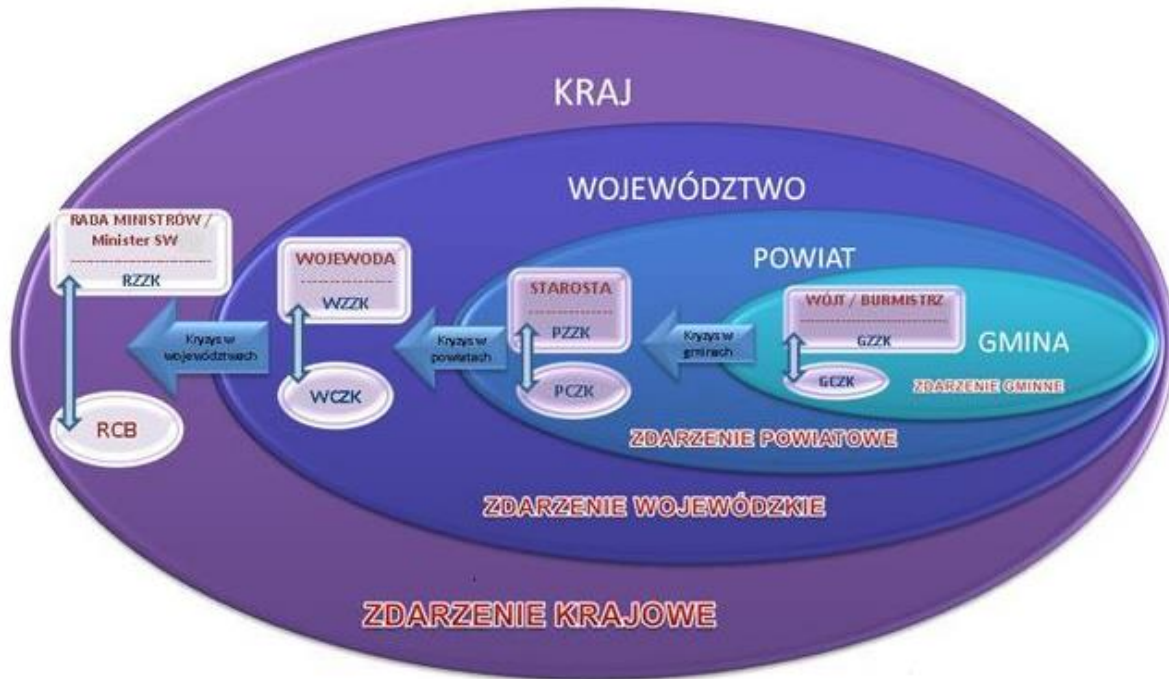 KRAJ
WOJEWÓDZTWO
POWIAT
GMINA
RADA MINISTRÓW /
Minister SW
RZZK
RCB
Kryzys w
województwach
WOJEWODA
WZZK
WCZK
Kryzys w
powiatach
STAROSTA
PZZK
PCZK
Kryzys w
gminach
WÓJT / BURMISTRZ
GZZK
GCZK
ZDARZENIE GMINNE
ZDARZENIE POWIATOWE
ZDARZENIE WOJEWÓDZKIE
ZDARZENIE KRAJOWE